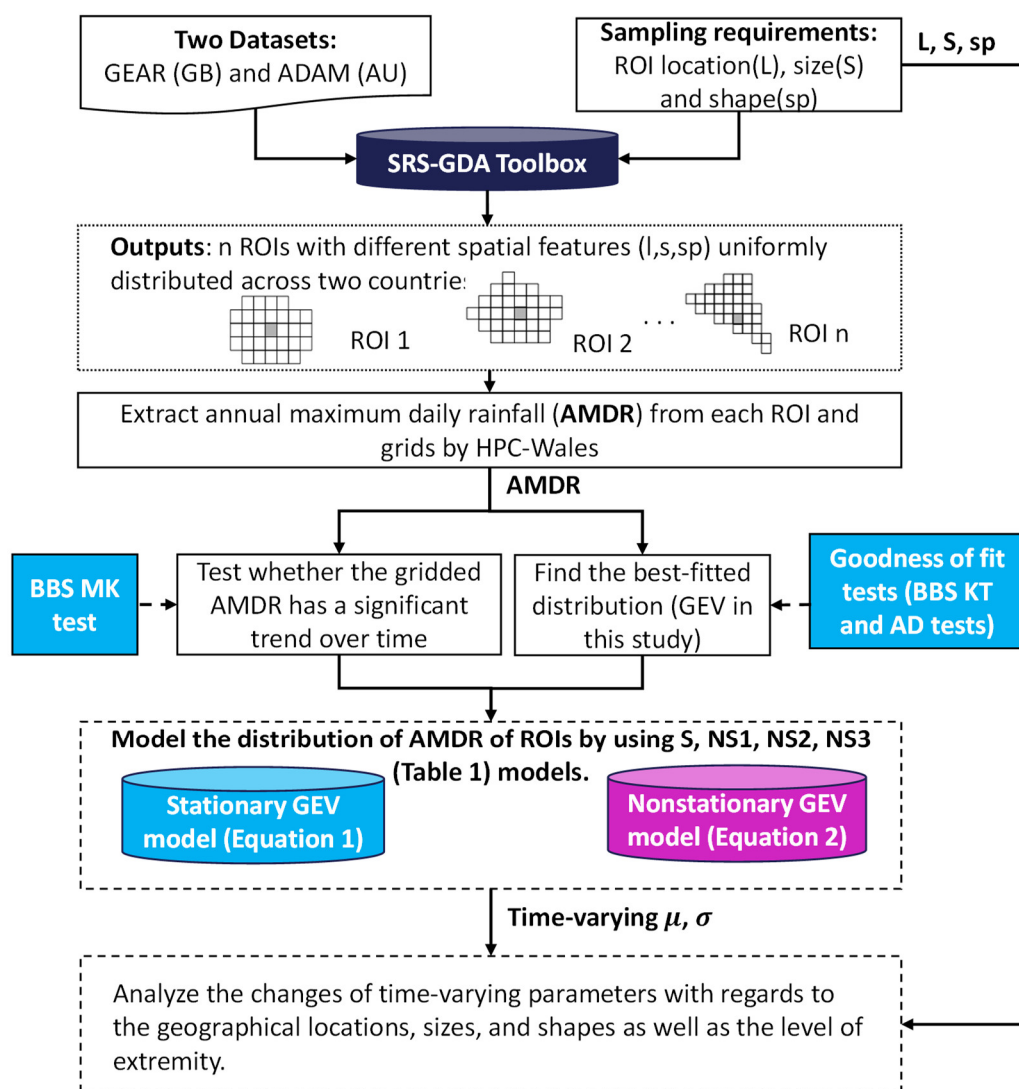 Two Datasets:
GEAR (GB) and ADAM (AU)
Sampling requirements:
ROI location(L), size(S)
and shape(sp)
L, S, sp
SRS-GDA Toolbox
Outputs: n ROIs with different spatial features (l,s,sp) uniformly
distributed across two countries
ROI 1
ROI 2
. . .
ROI n
Extract annual maximum daily rainfall (AMDR) from each ROI and
grids by HPC-Wales
AMDR
BBS MK
test
Test whether the gridded
AMDR has a significant
trend over time
Find the best-fitted
distribution (GEV in
this study)
Goodness of fit
tests (BBS KT
and AD tests)
Model the distribution of AMDR of ROIs by using S, NS1, NS2, NS3
(Table 1) models.
Stationary GEV
model (Equation 1)
Nonstationary GEV
model (Equation 2)
Time-varying μ, σ
Analyze the changes of time-varying parameters with regards to
the geographical locations, sizes, and shapes as well as the level of
extremity.